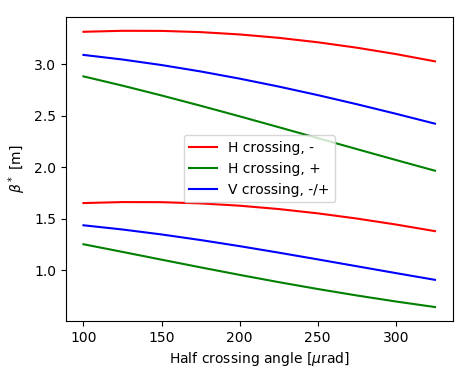 3.0
2.5
2.0
1.5
1.0
β* [m]
H crossing, -
H crossing, +
V crossing, -/+
100 150 200 250 300
Half crossing angle [μrad]